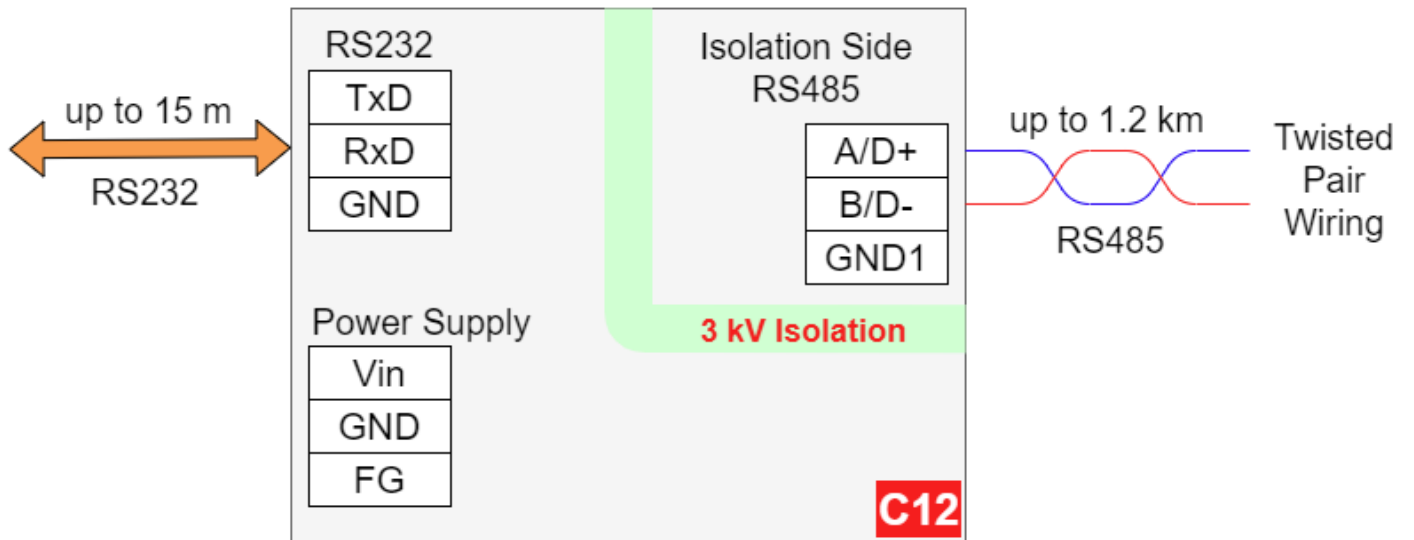 up to 15 m
RS232
RS232
TxD
RxD
GND
Power Supply
Vin
GND
FG
Isolation Side
RS485
A/D+
B/D-
GND1
3 kV Isolation
C12
up to 1.2 km
RS485
Twisted
Pair
Wiring